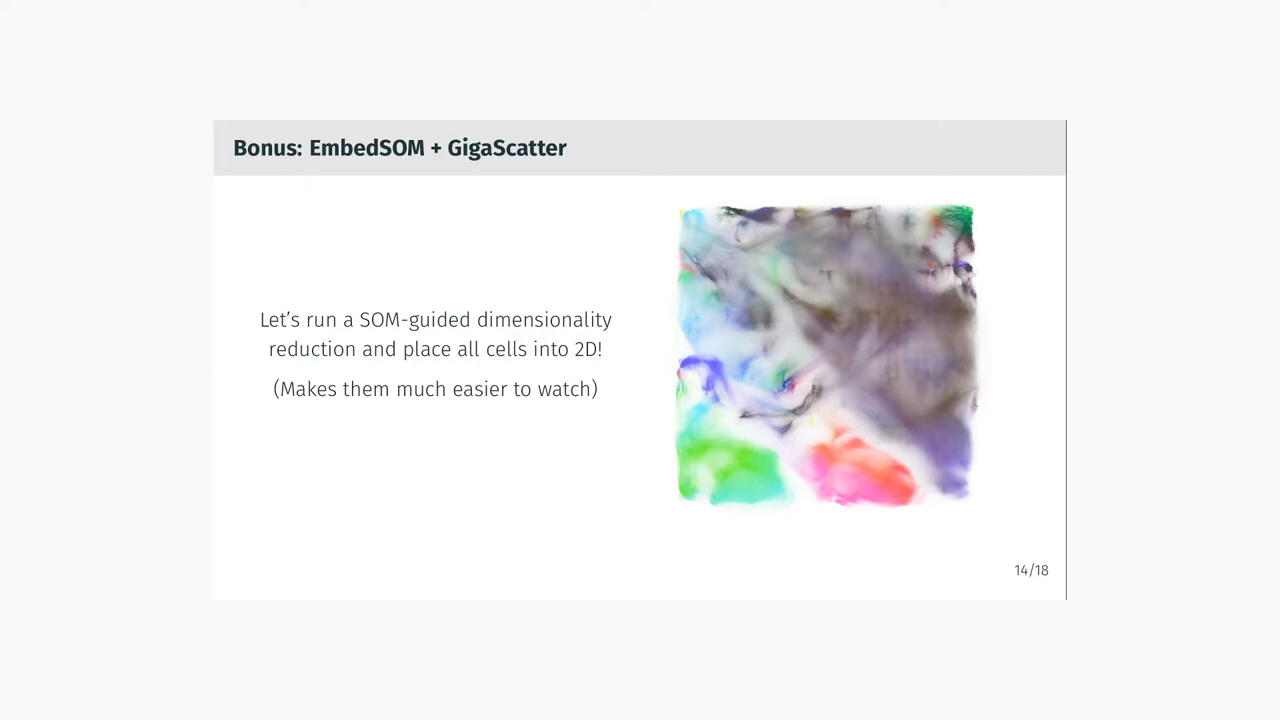 Bonus: EmbedSOM + GigaScatter
Let’s run a SOM-guided dimensionality
reduction and place all cells into 2D!
(Makes them much easier to watch)
14/18